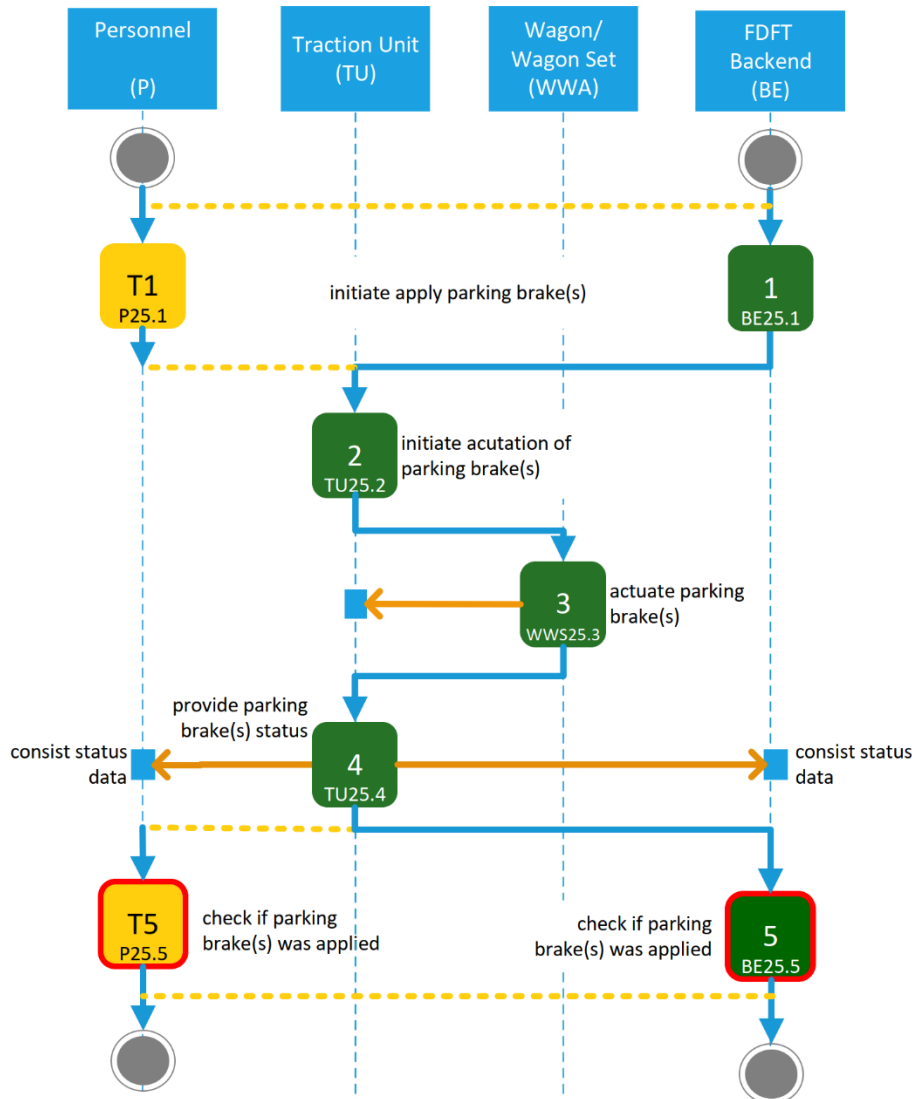 Personnel
(P)
Traction Unit
(TU)
Wagon/
Wagon Set
(WWA)
FDFT
Backend
(BE)
T1
P25.1
initiate apply parking brake(s)
1
BE25.1
2
TU25.2
initiate acutation of
parking brake(s)
3
WWS25.3
actuate parking
brake(s)
provide parking
brake(s) status
consist status
data
4
TU25.4
consist status
data
T5
P25.5
check if parking
brake(s) was applied
check if parking
brake(s) was applied
5
BE25.5